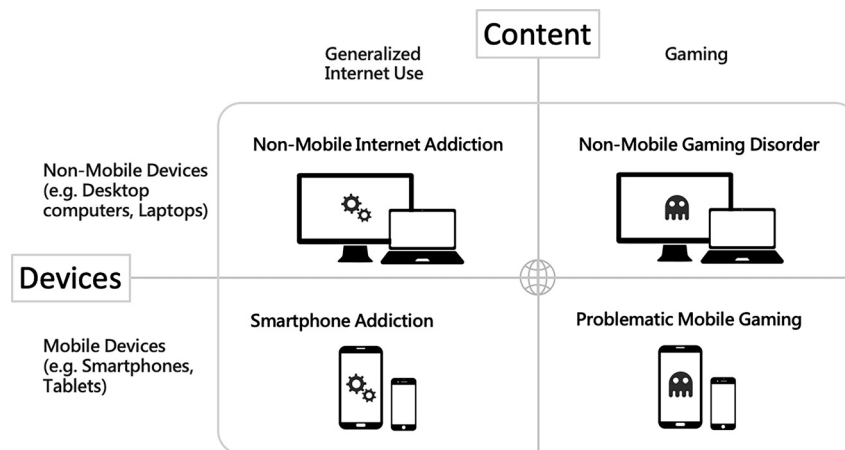 Content
Generalized
Internet Use
Gaming
Non-Mobile Internet Addiction
Non-Mobile Gaming Disorder
Non-Mobile Devices
(e.g. Desktop
computers, Laptops)
Devices
Smartphone Addiction
Problematic Mobile Gaming
Mobile Devices
(e.g. Smartphones,
Tablets)